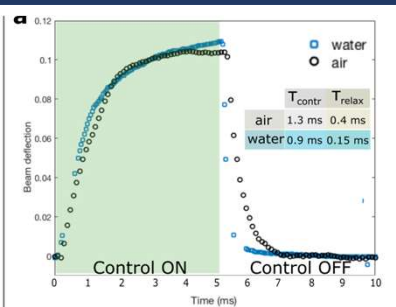 a
0.12
0.1
0.08
0.06
0.04
0.02
0
Beam deflection
water
air
T contr T relax
air 1.3 ms 0.4 ms
water 0.9 ms 0.15 ms
Control ON Control OFF
0 1 2 3 4 5 6 7 8 9 10
Time (ms)